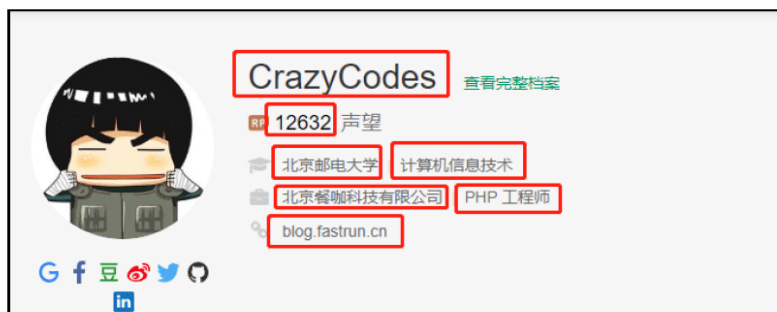 CrazyCodes 查看完整档案
RP 12632 声望
北京邮电大学 计算机信息技术
北京餐咖科技有限公司 PHP 工程师
blog.fastrun.cn
G f 豆
in